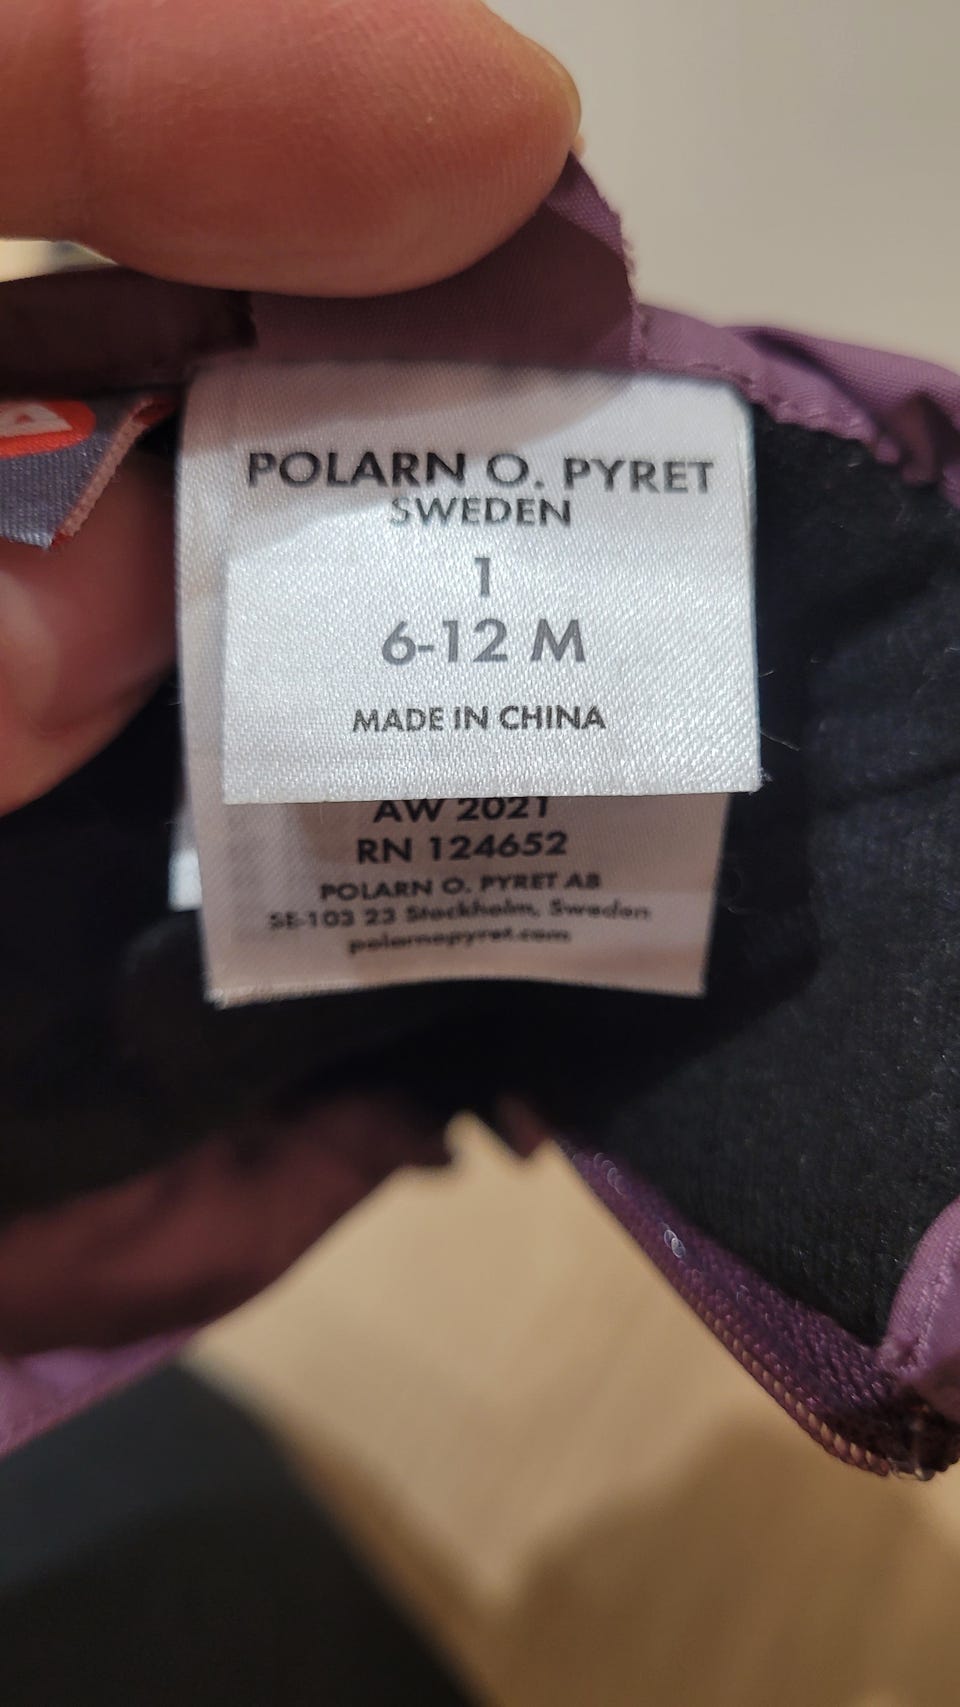 POLARN O. PYRET
SWEDEN
1
6-12 M
MADE IN CHINA
AW 2021
RN 124652
POLARN O. PYRET AB
SE-103 23 Stockholm, Sweden
polarnopyret.com